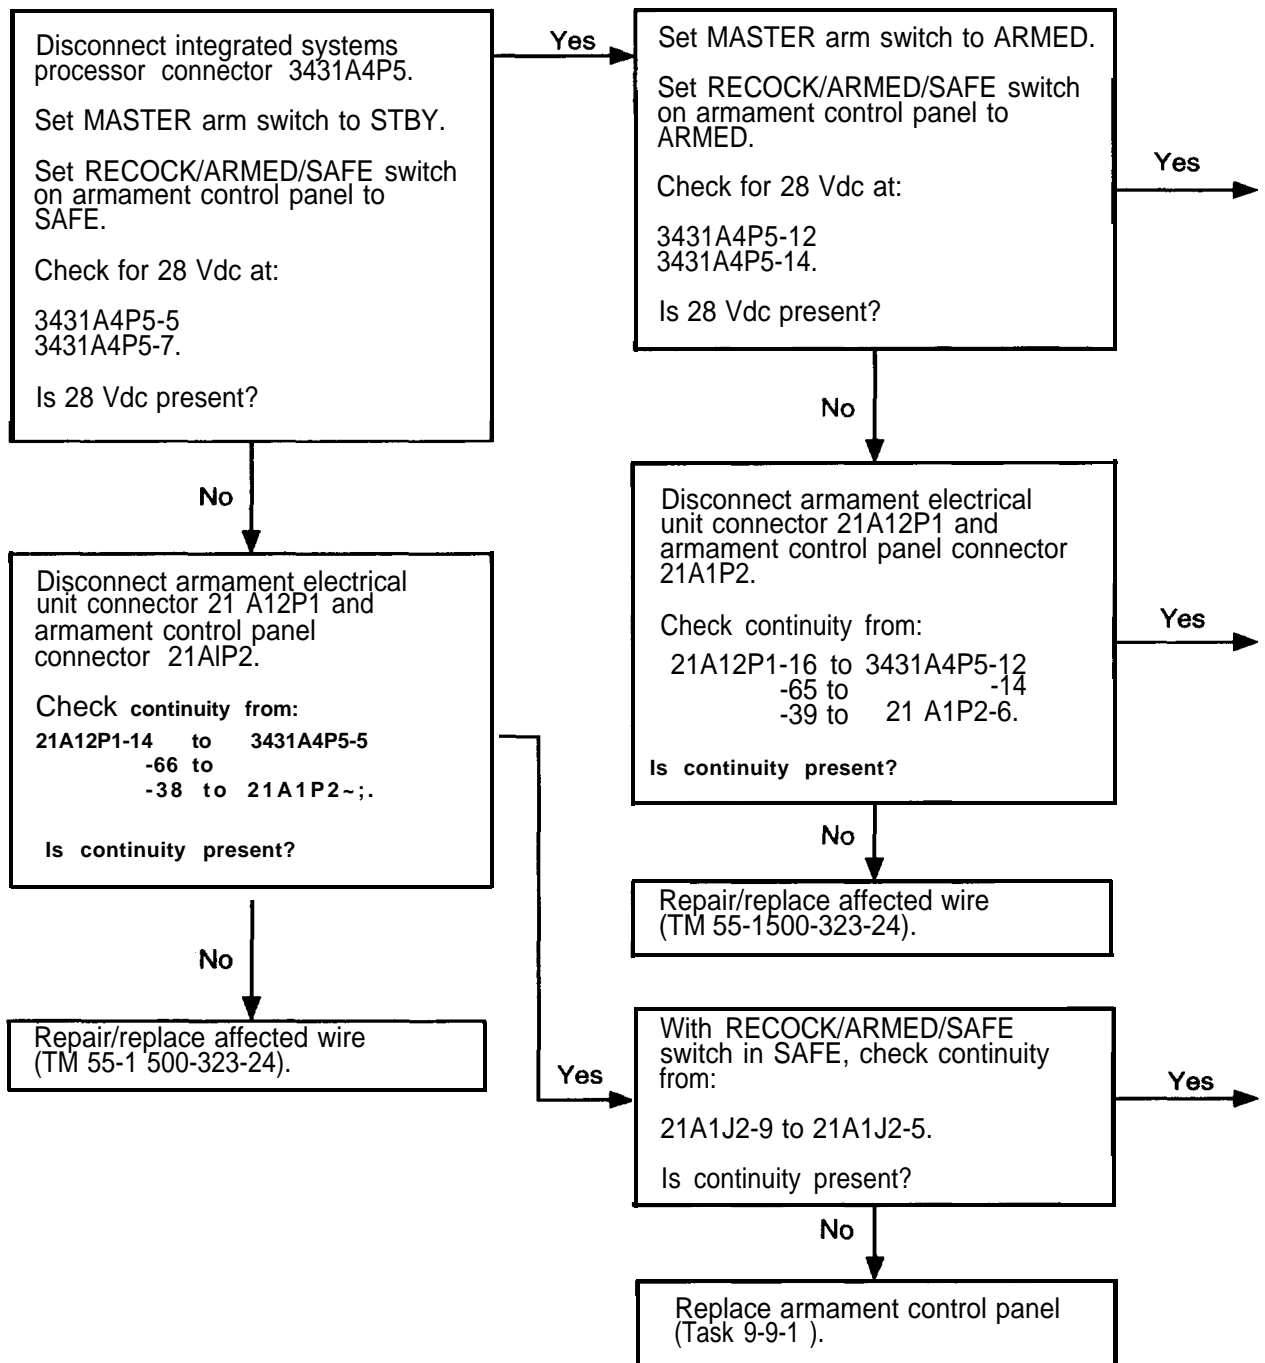 Disconnect integrated systems
processor connector 3431A4P5.
Set MASTER arm switch to STBY.
Set RECOCK/ARMED/SAFE switch
on armament control panel to
SAFE.
Check for 28 Vdc at:
3431A4P5-5
3431A4P5-7.
Is 28 Vdc present?
Yes
Set MASTER arm switch to ARMED.
Set RECOCK/ARMED/SAFE switch
on armament control panel to
ARMED.
Check for 28 Vdc at:
3431A4P5-12
3431A4P5-14.
Is 28 Vdc present?
Yes
No
No
Disconnect armament electrical
unit connector 21 A12P1 and
armament control panel
connector 21AIP2.
Check continuity from:
21A12P1-14 to 3431A4P5-5
-66 to
-38 to 21A1P2~;.
Is continuity present?
Disconnect armament electrical
unit connector 21A12P1 and
armament control panel connector
21A1P2.
Check continuity from:
21A12P1-16 to 3431A4P5-12
-65 to -14
-39 to 21 A1P2-6.
Is continuity present?
Yes
No
Repair/replace affected wire
(TM 55-1500-323-24).
No
Repair/replace affected wire
(TM 55-1 500-323-24).
Yes
With RECOCK/ARMED/SAFE
switch in SAFE, check continuity
from:
21A1J2-9 to 21A1J2-5.
Is continuity present?
Yes
No
Replace armament control panel
(Task 9-9-1 ).